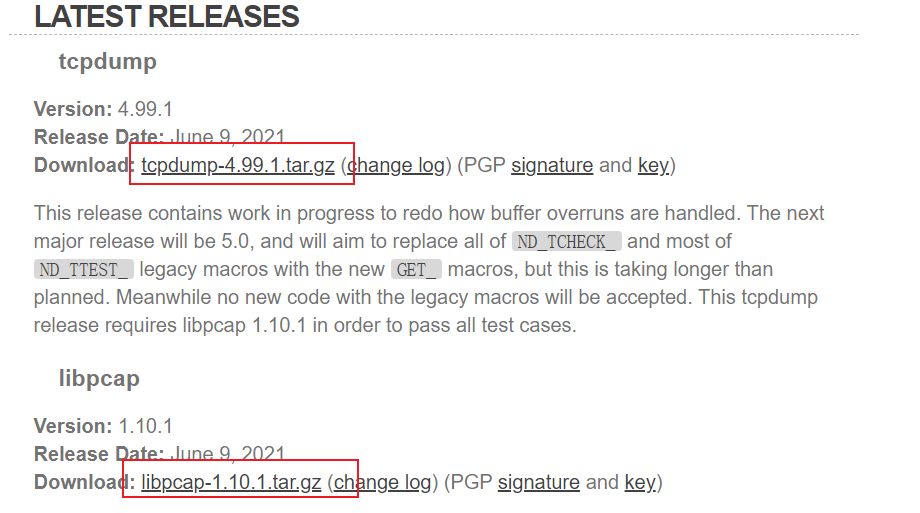 LATEST RELEASES
tcpdump
Version: 4.99.1
Release Date: June 9, 2021
Download: tcpdump-4.99.1.tar.gz (change log) (PGP signature and key)
This release contains work in progress to redo how buffer overruns are handled. The next
major release will be 5.0, and will aim to replace all of ND_TCHECK_ and most of
ND_TTEST_ legacy macros with the new GET_ macros, but this is taking longer than
planned. Meanwhile no new code with the legacy macros will be accepted. This tcpdump
release requires libpcap 1.10.1 in order to pass all test cases.
libpcap
Version: 1.10.1
Release Date: June 9, 2021
Download: libpcap-1.10.1.tar.gz (change log) (PGP signature and key)